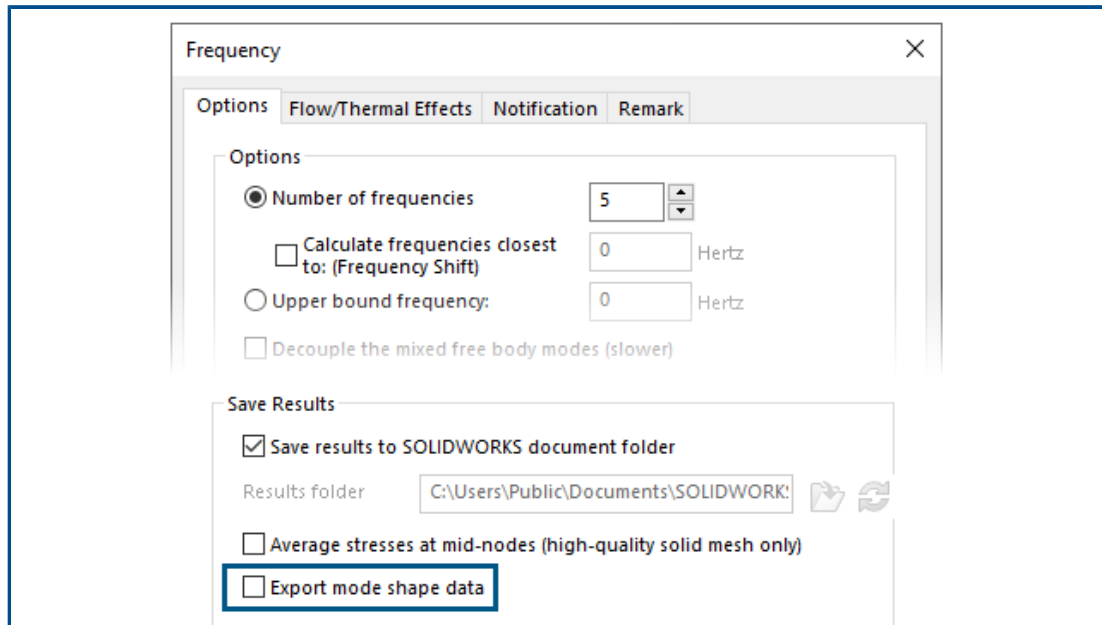 Frequency
Options Flow/Thermal Effects Notification Remark
Options
Number of frequencies 5
Calculate frequencies closest
to: (Frequency Shift) 0 Hertz
Upper bound frequency: 0 Hertz
Decouple the mixed free body modes (slower)
Save Results
Save results to SOLIDWORKS document folder
Results folder C:\Users\Public\Documents\SOLIDWORK
Average stresses at mid-nodes (high-quality solid mesh only)
Export mode shape data